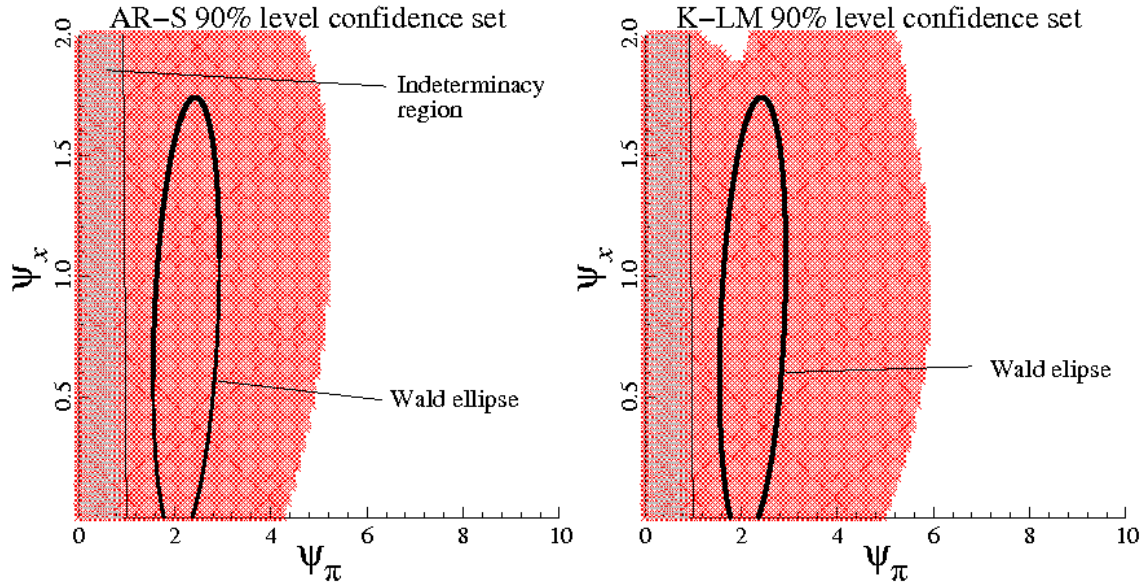 AR-S 90% level confidence set
2.0
1.5
1.0
0.5
ψx
Indeterminacy
region
Wald ellipse
0 2 4 6 8 10
ψπ
K-LM 90% level confidence set
2.0
1.5
1.0
0.5
ψx
Wald elipse
0 2 4 6 8 10
ψπ